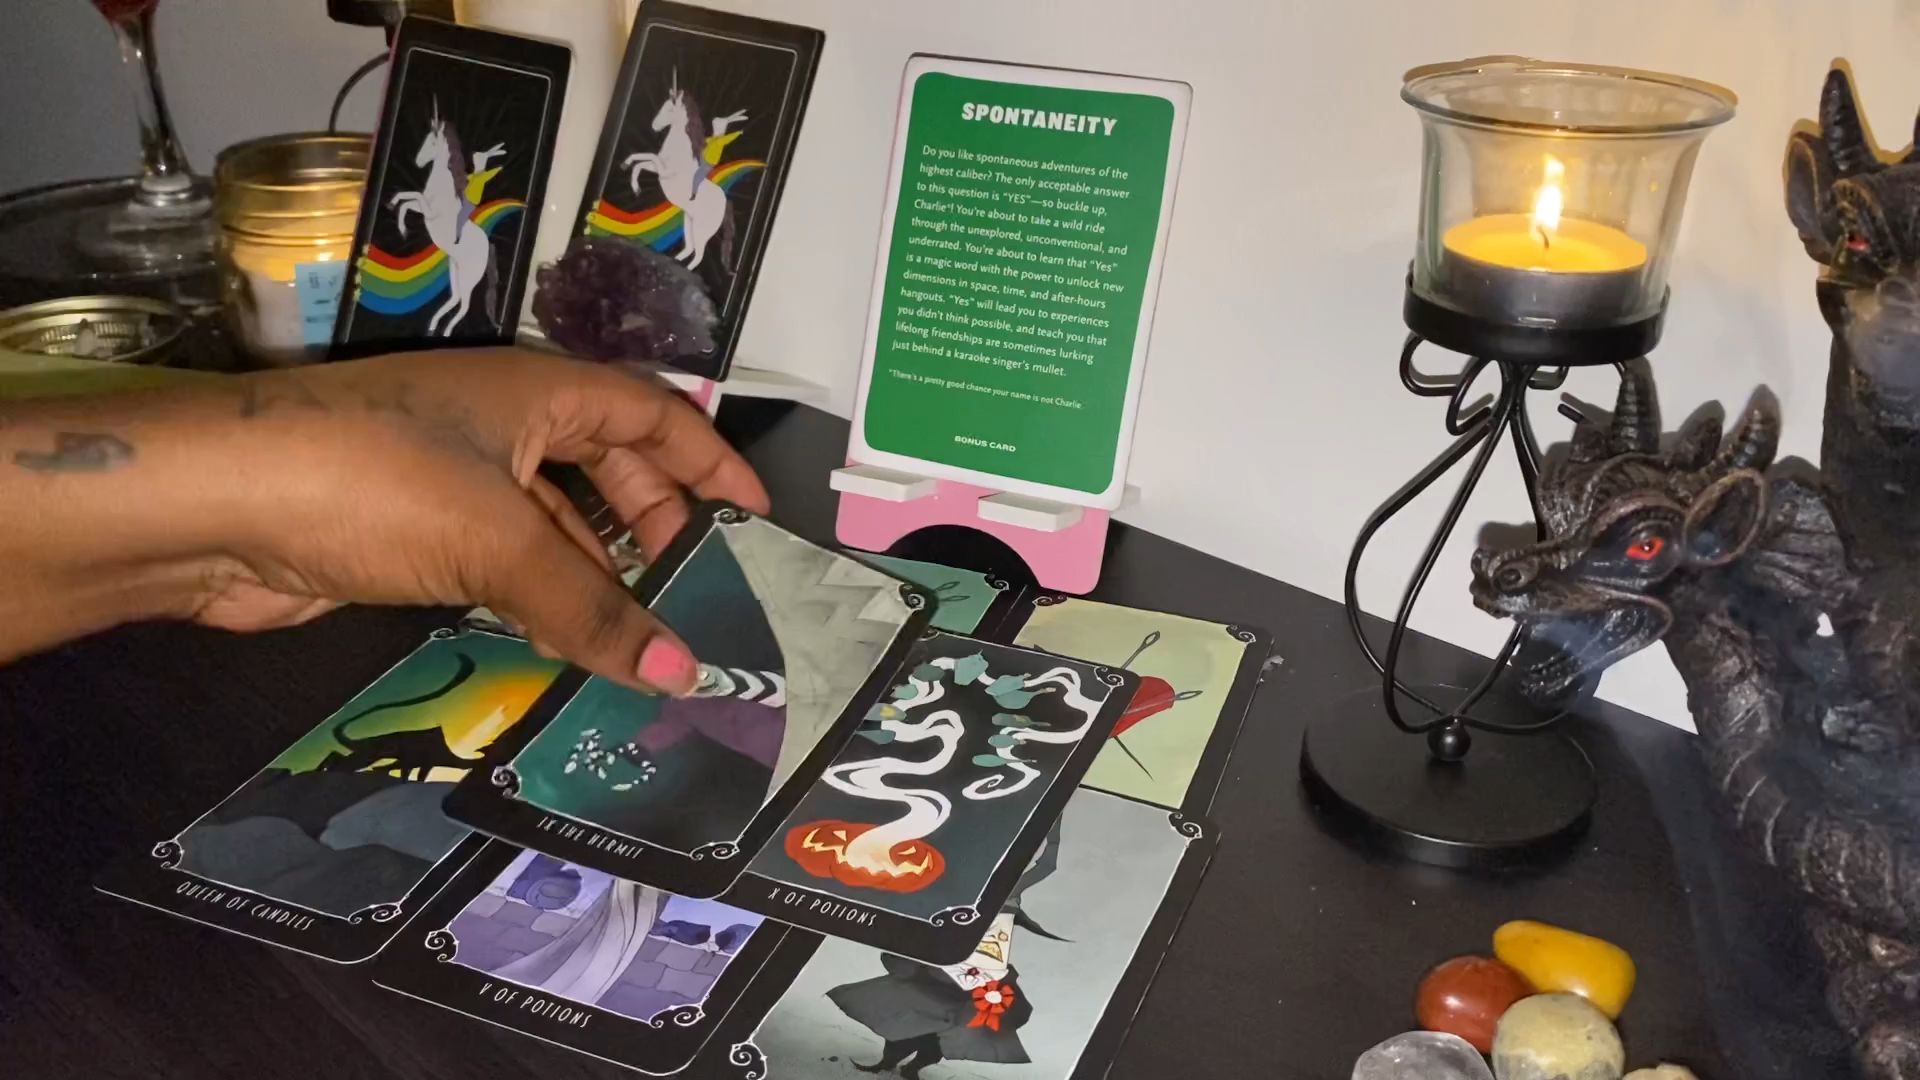 SPONTANEITY
Do you like spontaneous adventures of the
highest caliber? The only acceptable answer
to this question is "YES"—so buckle up,
Charlie*! You're about to take a wild ride
through the unexplored, unconventional, and
underrated. You're about to learn that "Yes"
is a magic word with the power to unlock new
dimensions in space, time, and after-hours
hangouts. "Yes" will lead you to experiences
you didn't think possible, and teach you that
lifelong friendships are sometimes lurking
just behind a karaoke singer's mullet.
*There's a pretty good chance your name is not Charlie.
BONUS CARD
IX THE HERMIT
X OF POTIONS
QUEEN OF CANDLES
V OF POTIONS